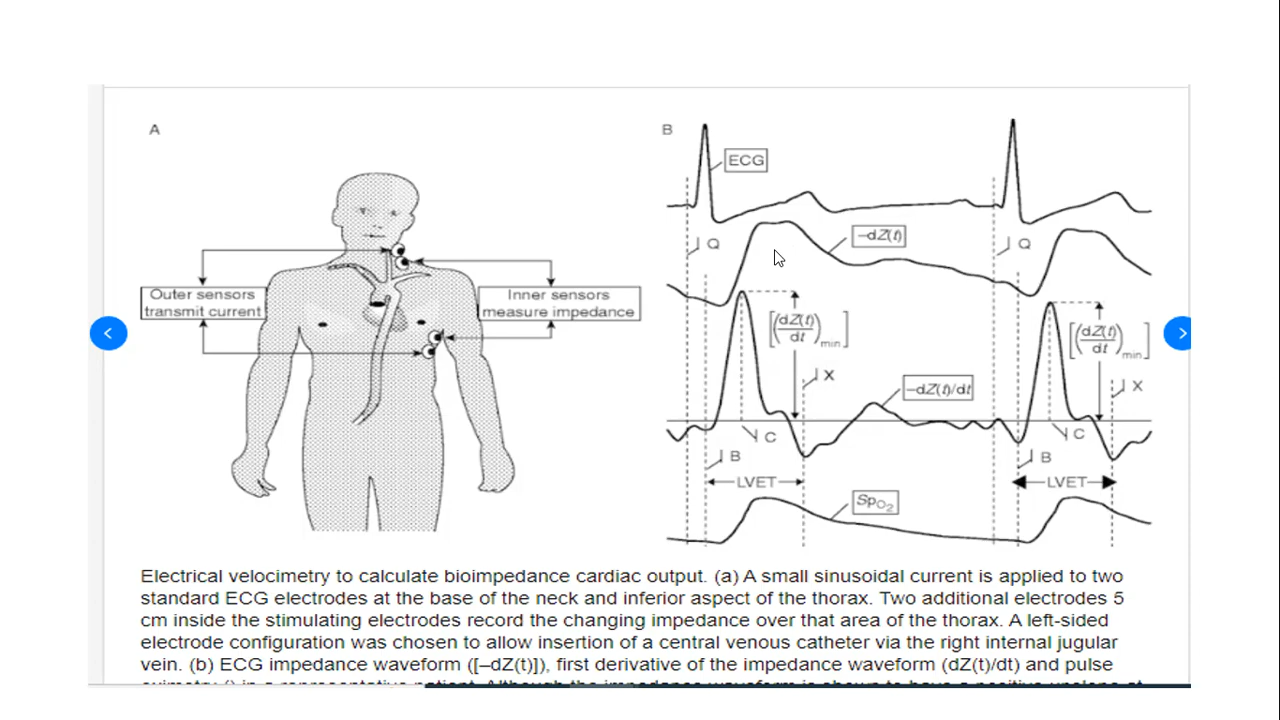 A
B
ECG
Q
Q
–dZ(t)
Outer sensors
transmit current
Inner sensors
measure impedance
[(dZ(t)
dt)min]
[(dZ(t)
dt)min]
X
X
–dZ(t)/dt
C
C
B
B
LVET
LVET
SpO2
Electrical velocimetry to calculate bioimpedance cardiac output. (a) A small sinusoidal current is applied to two
standard ECG electrodes at the base of the neck and inferior aspect of the thorax. Two additional electrodes 5
cm inside the stimulating electrodes record the changing impedance over that area of the thorax. A left-sided
electrode configuration was chosen to allow insertion of a central venous catheter via the right internal jugular
vein. (b) ECG impedance waveform ([–dZ(t)]), first derivative of the impedance waveform (dZ(t)/dt) and pulse